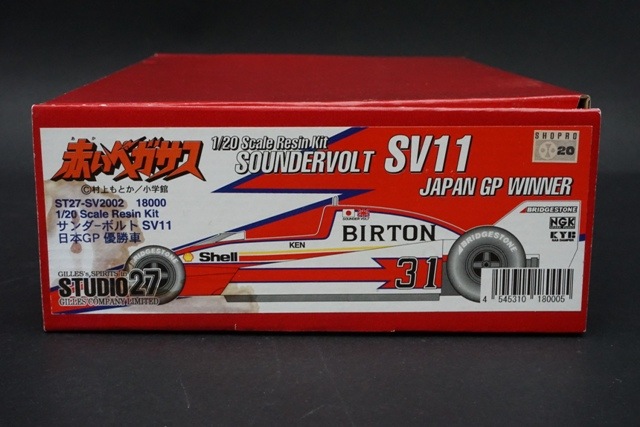 赤いペガサス
©村上もとか／小学館
ST27-SV2002 18000
1/20 Scale Resin Kit
サンダーボルト SV11
日本GP 優勝車
GILLES's SPIRITS in
STUDIO27
GILLES COMPANY LIMITED
1/20 Scale Resin Kit
SOUNDERVOLT SV11
JAPAN GP WINNER
SHOPRO
20
BRIDGESTONE
NGK
KYB
KEN
BIRTON
Shell
31
BRIDGESTONE
BRIDGESTONE
4 545310 180005